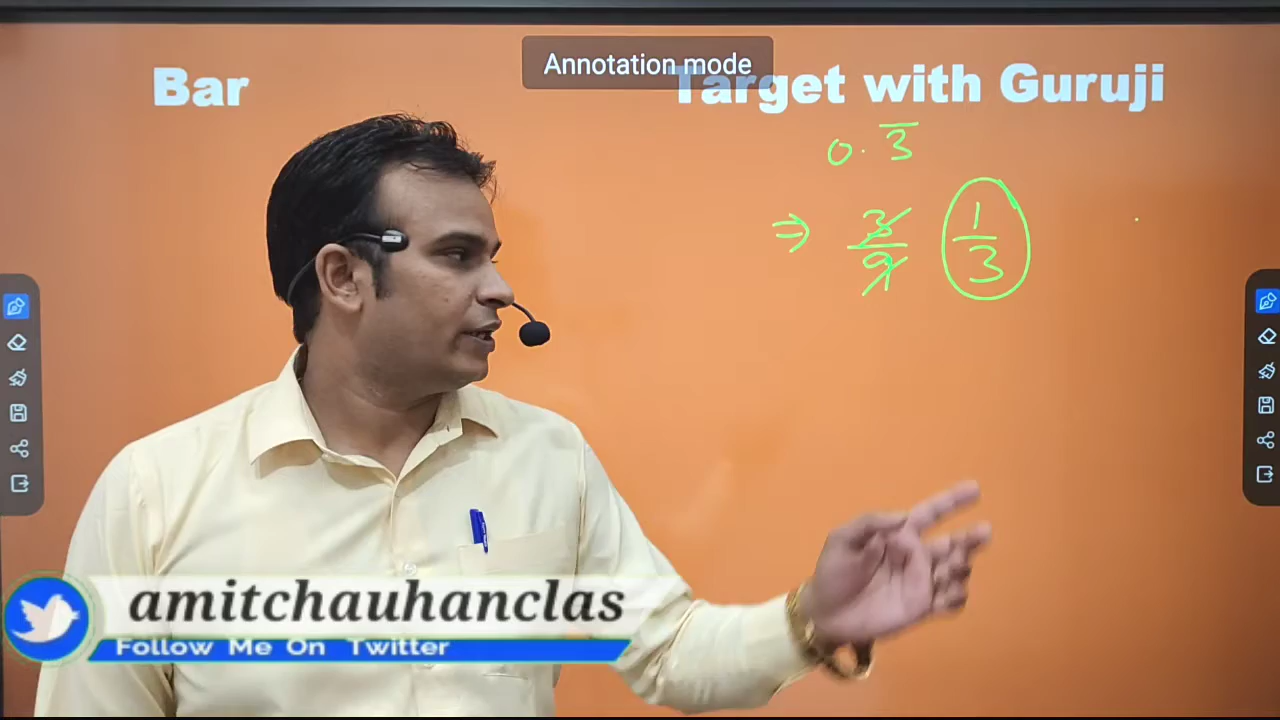 Annotation mode
Bar
Target with Guruji
0.3̅
⇒ 3/9 1/3
amitchauhanclas
Follow Me On Twitter